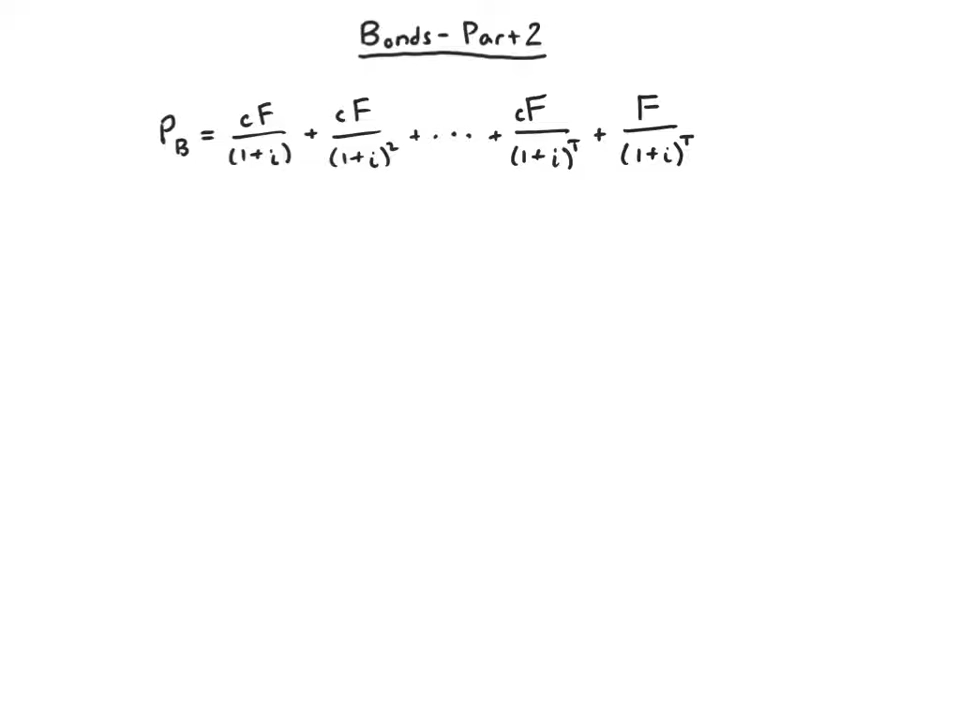 Bonds - Part 2
P_B = cF/(1+i) + cF/(1+i)^2 + ... + cF/(1+i)^T + F/(1+i)^T